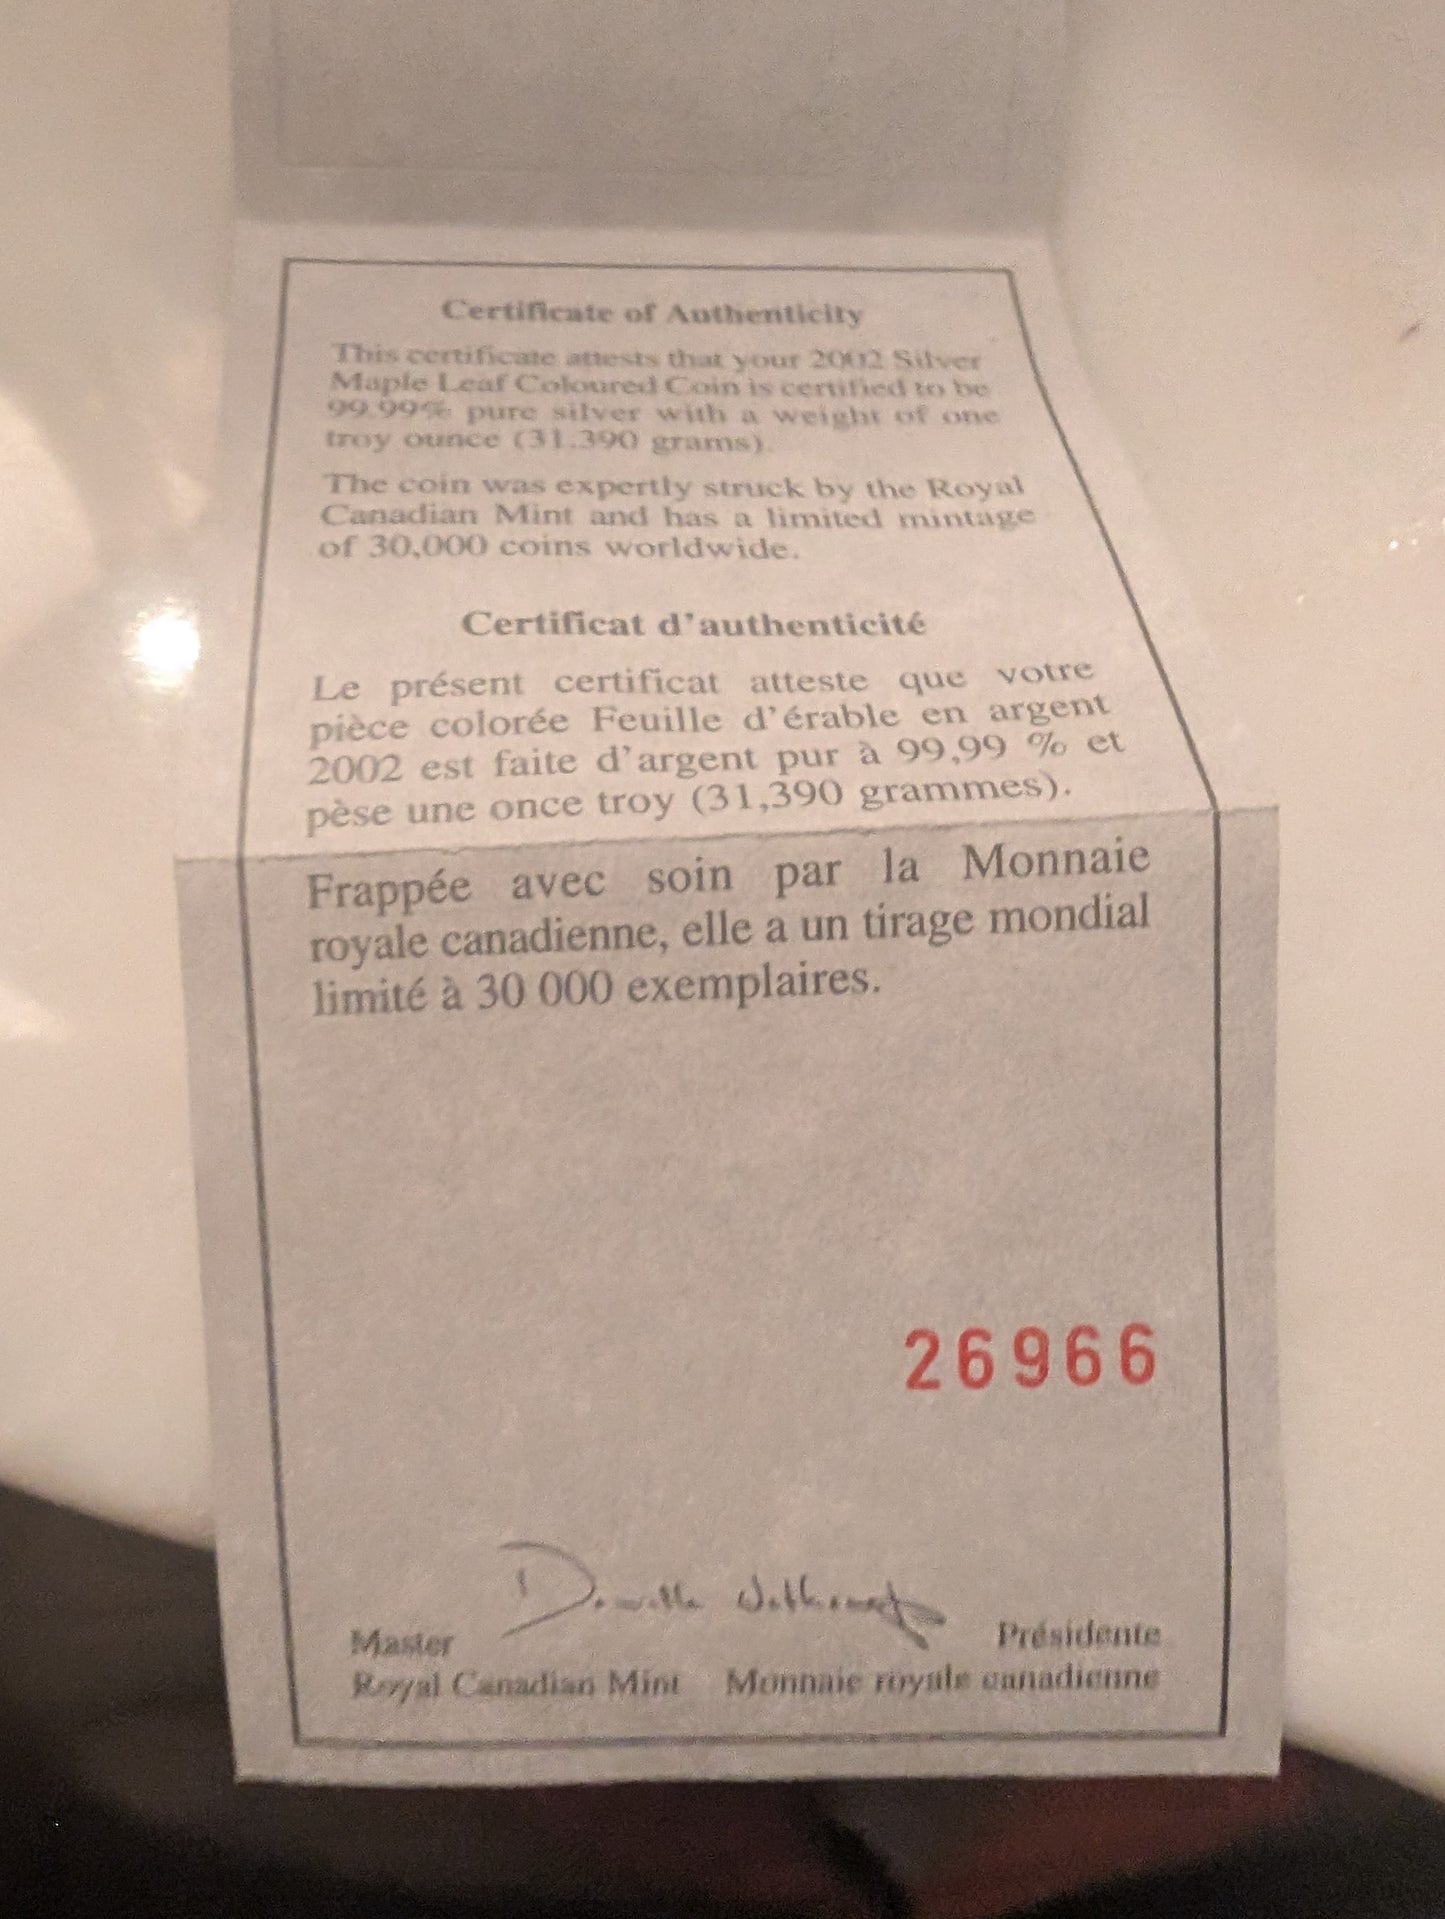 Certificate of Authenticity
This certificate attests that your 2002 Silver
Maple Leaf Coloured Coin is certified to be
99.99% pure silver with a weight of one
troy ounce (31.390 grams).
The coin was expertly struck by the Royal
Canadian Mint and has a limited mintage
of 30,000 coins worldwide.
Certificat d'authenticité
Le présent certificat atteste que votre
pièce colorée Feuille d'érable en argent
2002 est faite d'argent pur à 99,99 % et
pèse une once troy (31,390 grammes).
Frappée avec soin par la Monnaie
royale canadienne, elle a un tirage mondial
limité à 30 000 exemplaires.
26966
Master Présidente
Royal Canadian Mint Monnaie royale canadienne